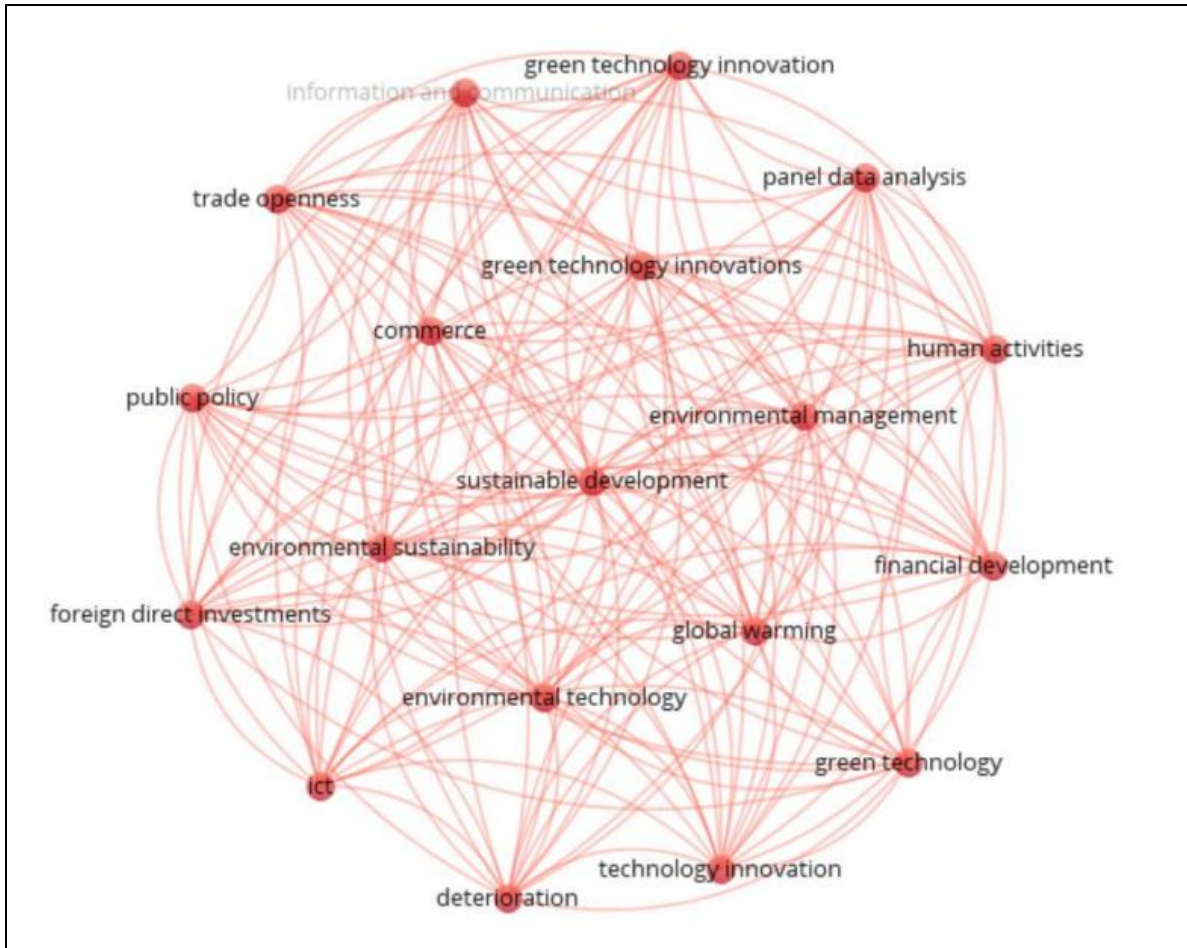 green technology innovation
information and communication
panel data analysis
trade openness
green technology innovations
commerce
human activities
public policy
environmental management
sustainable development
environmental sustainability
financial development
foreign direct investments
global warming
environmental technology
green technology
ict
technology innovation
deterioration